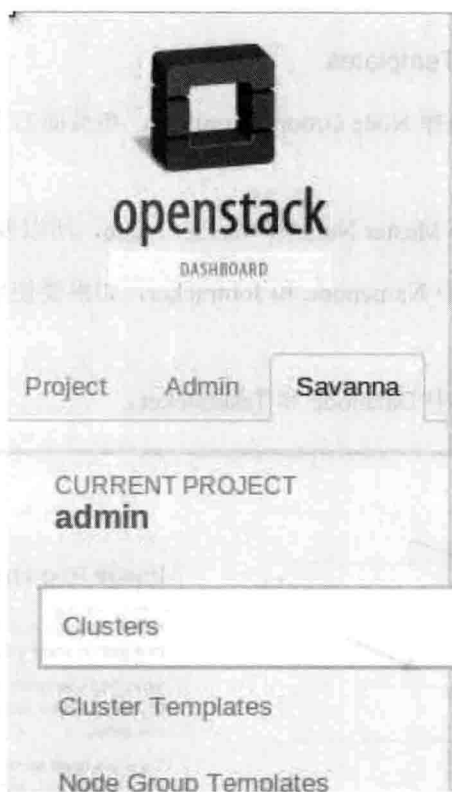 openstack
DASHBOARD
Project Admin Savanna
CURRENT PROJECT
admin
Clusters
Cluster Templates
Node Group Templates